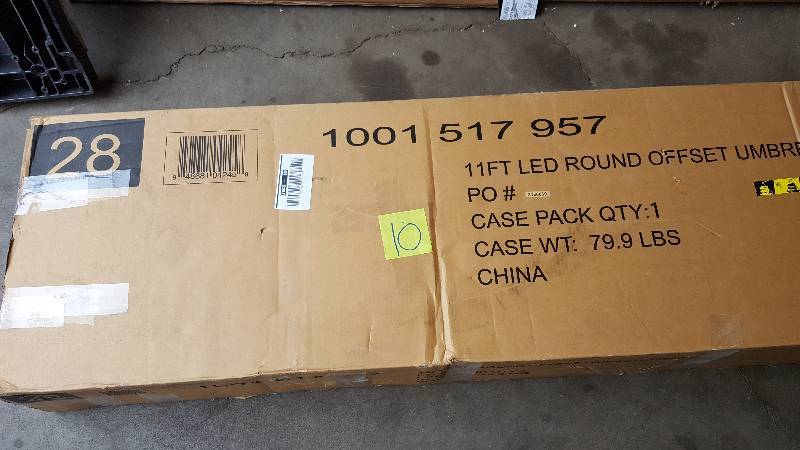 28
1001 517 957
11FT LED ROUND OFFSET UMBRE
PO #
10
CASE PACK QTY:1
CASE WT: 79.9 LBS
CHINA